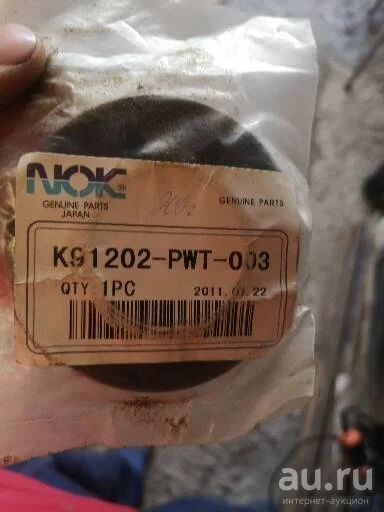 NOK®
GENUINE PARTS
JAPAN
GENUINE PARTS
K91202-PWT-003
QTY 1PC
2011.07.22
au.ru
интернет-аукцион